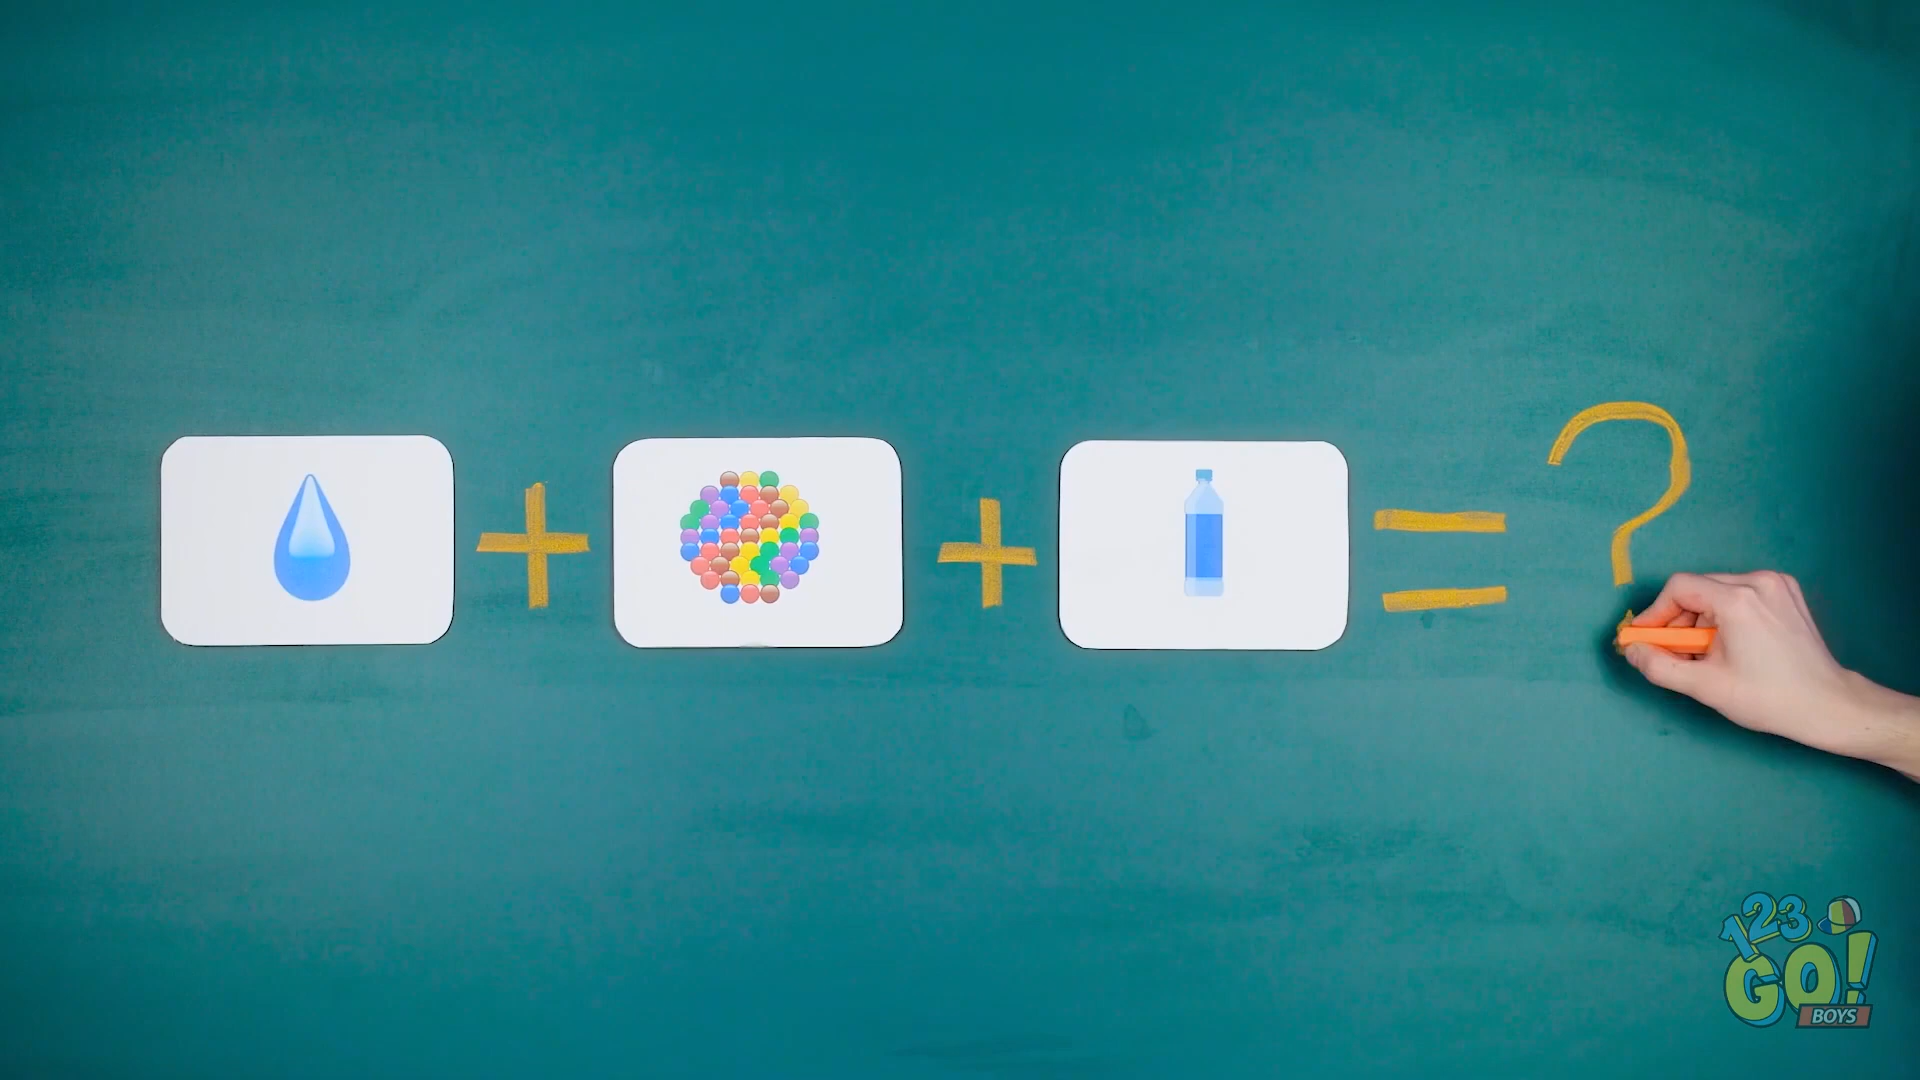 + + = ?
123
GO!
BOYS